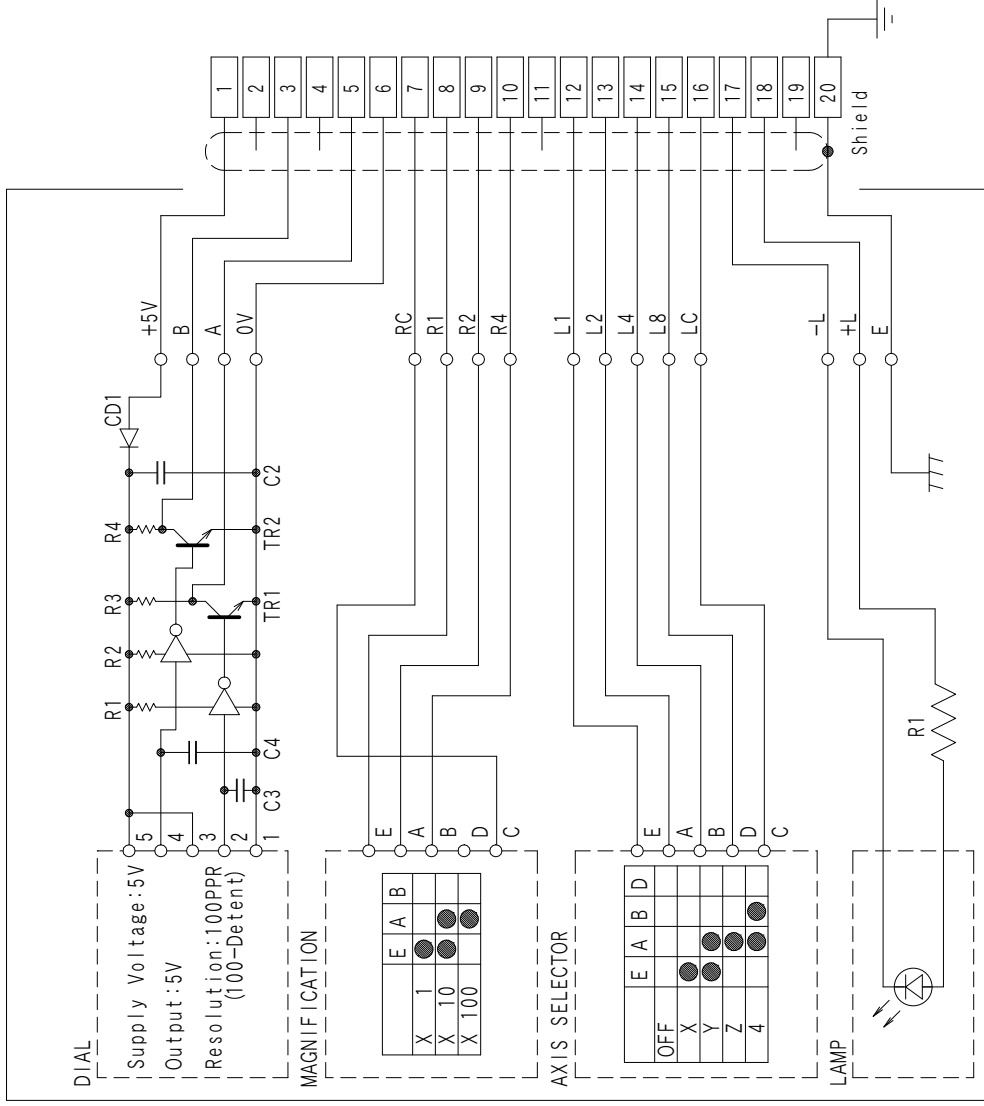 DIAL
Supply Voltage:5V
Output:5V
Resolution:100PPR
(100-Detent)
5
4
3
2
1
R1
R2
R3
R4
CD1
C3
C4
TR1
TR2
C2
+5V
B
A
0V
MAGNIFICATION
E A B
X 1
X 10
X 100
E
A
B
D
C
RC
R1
R2
R4
AXIS SELECTOR
E A B D
OFF
X
Y
Z
4
E
A
B
D
C
L1
L2
L4
L8
LC
LAMP
R1
-L
+L
E
1
2
3
4
5
6
7
8
9
10
11
12
13
14
15
16
17
18
19
20
Shield